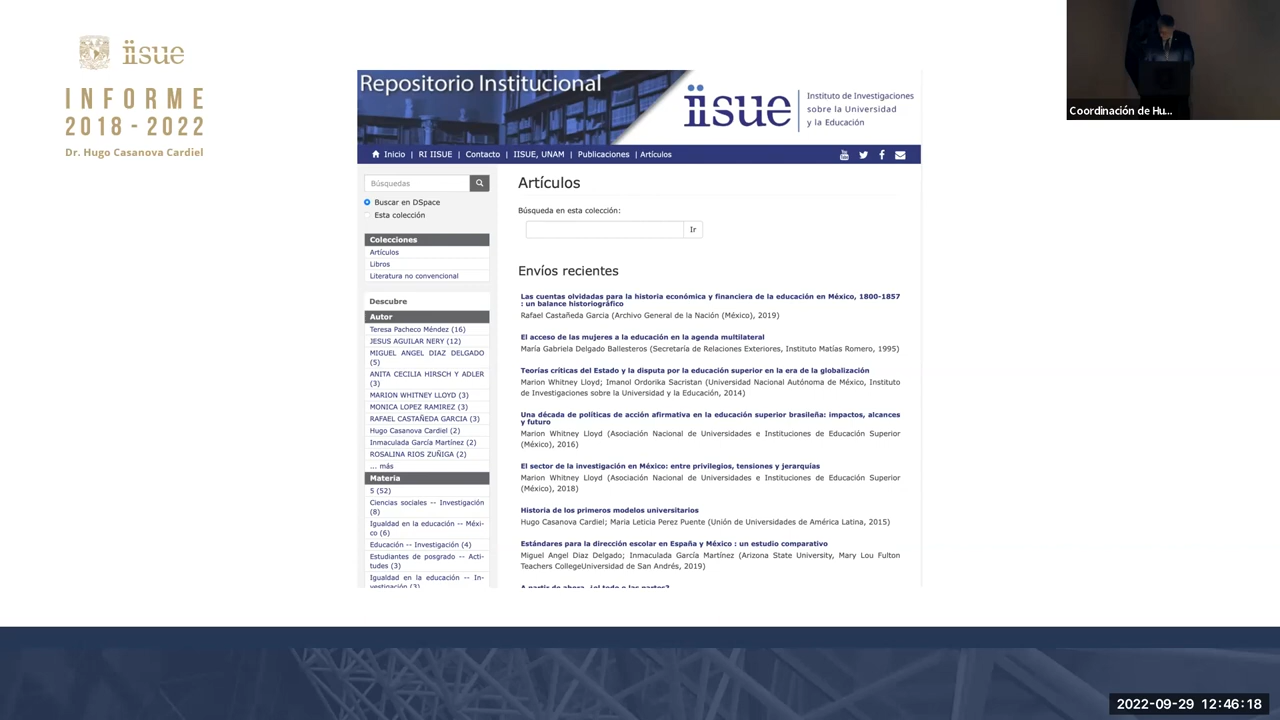 iisue
INFORME
2018-2022
Dr. Hugo Casanova Cardiel
Repositorio Institucional
iisue
Instituto de Investigaciones
sobre la Universidad
y la Educación
Inicio | RI IISUE | Contacto | IISUE, UNAM | Publicaciones | Artículos
Búsquedas
Buscar en DSpace
Esta colección
Colecciones
Artículos
Libros
Literatura no convencional
Descubre
Autor
Teresa Pacheco Méndez (16)
JESUS AGUILAR NERY (12)
MIGUEL ANGEL DIAZ DELGADO
(5)
ANITA CECILIA HIRSCH Y ADLER
(3)
MARION WHITNEY LLOYD (3)
MONICA LOPEZ RAMIREZ (3)
RAFAEL CASTAÑEDA GARCIA (3)
Hugo Casanova Cardiel (2)
Inmaculada García Martínez (2)
ROSALINA RIOS ZUÑIGA (2)
... más
Materia
5 (52)
Ciencias sociales -- Investigación
(8)
Igualdad en la educación -- Méxi-
co (6)
Educación -- Investigación (4)
Estudiantes de posgrado -- Acti-
tudes (3)
Igualdad en la educación -- In-
vestigación (3)
Artículos
Búsqueda en esta colección:
Ir
Envíos recientes
Las cuentas olvidadas para la historia económica y financiera de la educación en México, 1800-1857
: un balance historiográfico
Rafael Castañeda Garcia (Archivo General de la Nación (México), 2019)
El acceso de las mujeres a la educación en la agenda multilateral
María Gabriela Delgado Ballesteros (Secretaría de Relaciones Exteriores, Instituto Matías Romero, 1995)
Teorías críticas del Estado y la disputa por la educación superior en la era de la globalización
Marion Whitney Lloyd; Imanol Ordorika Sacristan (Universidad Nacional Autónoma de México, Instituto
de Investigaciones sobre la Universidad y la Educación, 2014)
Una década de políticas de acción afirmativa en la educación superior brasileña: impactos, alcances
y futuro
Marion Whitney Lloyd (Asociación Nacional de Universidades e Instituciones de Educación Superior
(México), 2016)
El sector de la investigación en México: entre privilegios, tensiones y jerarquías
Marion Whitney Lloyd (Asociación Nacional de Universidades e Instituciones de Educación Superior
(México), 2018)
Historia de los primeros modelos universitarios
Hugo Casanova Cardiel; Maria Leticia Perez Puente (Unión de Universidades de América Latina, 2015)
Estándares para la dirección escolar en España y México : un estudio comparativo
Miguel Angel Diaz Delgado; Inmaculada García Martínez (Arizona State University, Mary Lou Fulton
Teachers CollegeUniversidad de San Andrés, 2019)
A partir de ahora, ¿el todo o las partes?
Coordinación de Hu...
2022-09-29 12:46:18